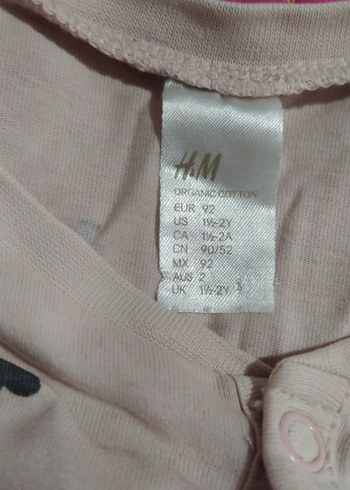 H&M
ORGANIC COTTON
EUR 92
US 1½-2Y
CA 1½-2A
CN 90/52
MX 92
AUS 2
UK 1½-2Y